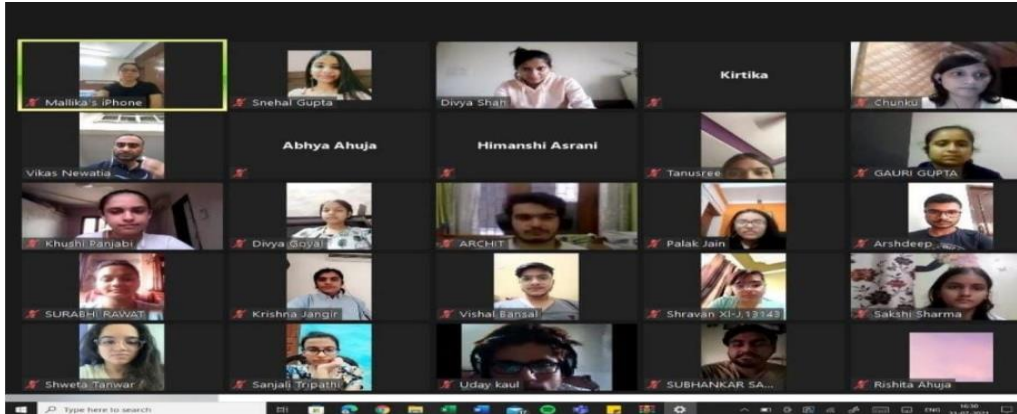 Mallika's iPhone
Snehal Gupta
Divya Shah
Kirtika
Chunku
Vikas Newatia
Abhya Ahuja
Himanshi Asrani
Tanusree
GAURI GUPTA
Khushi Ranjabi
Divya Goyal
ARCHIT
Palak Jain
Arshdeep
SURABHI RAWAT
Krishna Jangir
Vishal Bansal
Shravan XI-J,13143
Sakshi Sharma
Shweta Tanwar
Sanjali Tripathi
Uday kaul
SUBHANKAR SA...
Rishita Ahuja
Type here to search
ENG